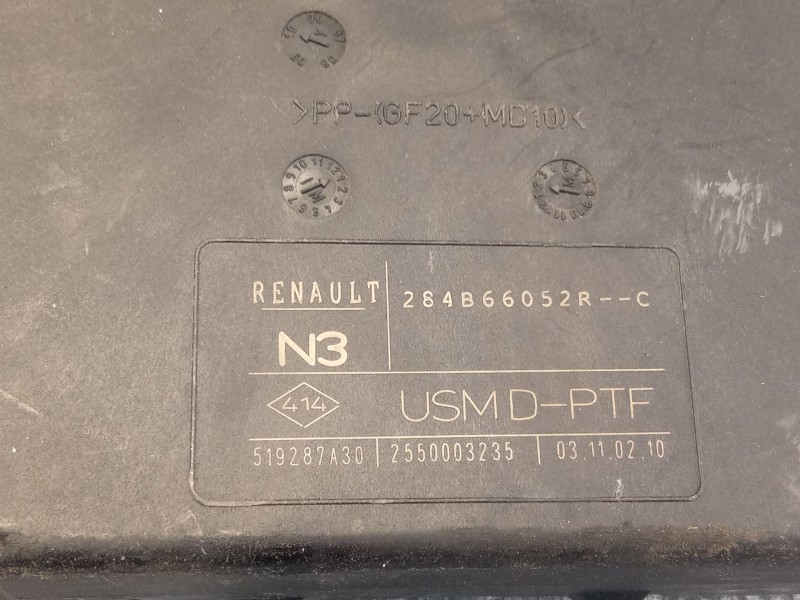 >PP-(GF20+MD10)<
RENAULT 284B66052R--C
N3
414 USM D-PTF
519287A30 2550003235 03.11.02.10